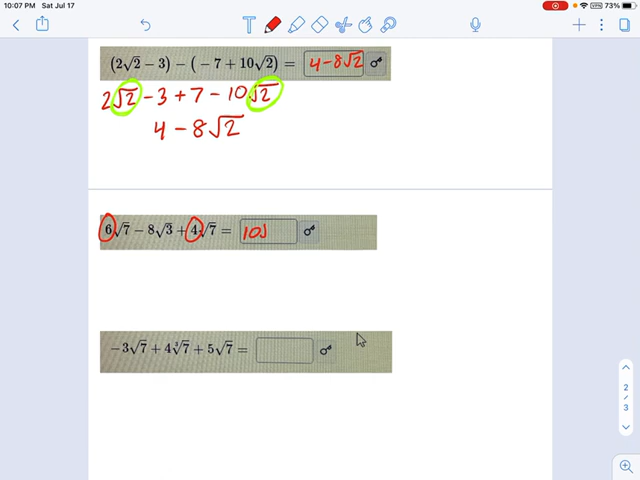 10:07 PM Sat Jul 17
73%
(2√2 − 3) − (−7 + 10√2) = 4 − 8√2
2√2 − 3 + 7 − 10√2
4 − 8√2
6√7 − 8√3 + 4√7 = 10√
−3√7 + 4∛7 + 5√7 =
2
/
3